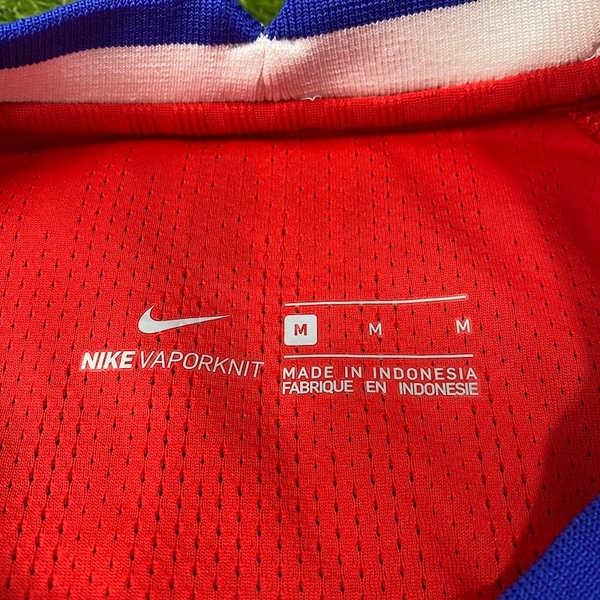 NIKE VAPORKNIT
M M M
MADE IN INDONESIA
FABRIQUE EN INDONESIE